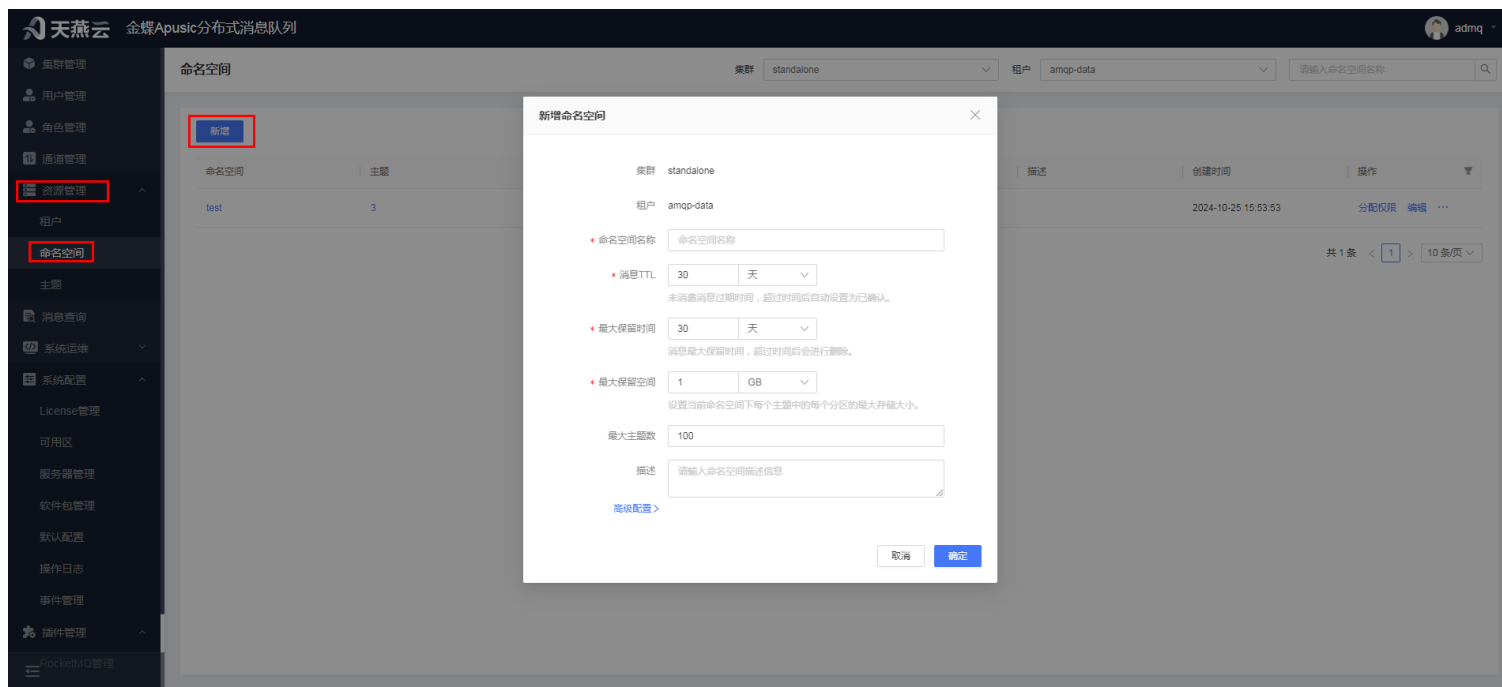 天燕云 金蝶Apusic分布式消息队列
admq
集群管理
用户管理
角色管理
通道管理
资源管理
租户
命名空间
主题
消息查询
系统运维
系统配置
License管理
可用区
服务器管理
软件包管理
默认配置
操作日志
事件管理
插件管理
RocketMQ管理
命名空间
集群 standalone 租户 amqp-data 请输入命名空间名称
新增
命名空间 主题 描述 创建时间 操作
test 3 2024-10-25 15:53:53 分配权限 编辑 ···
共 1 条 < 1 > 10 条/页
新增命名空间
集群 standalone
租户 amqp-data
* 命名空间名称 命名空间名称
* 消息TTL 30 天
未消费消息过期时间，超过时间后自动设置为已确认。
* 最大保留时间 30 天
消息最大保留时间，超过时间后会进行删除。
* 最大保留空间 1 GB
设置当前命名空间下每个主题中的每个分区的最大存储大小。
最大主题数 100
描述 请输入命名空间描述信息
高级配置 >
取消 确定